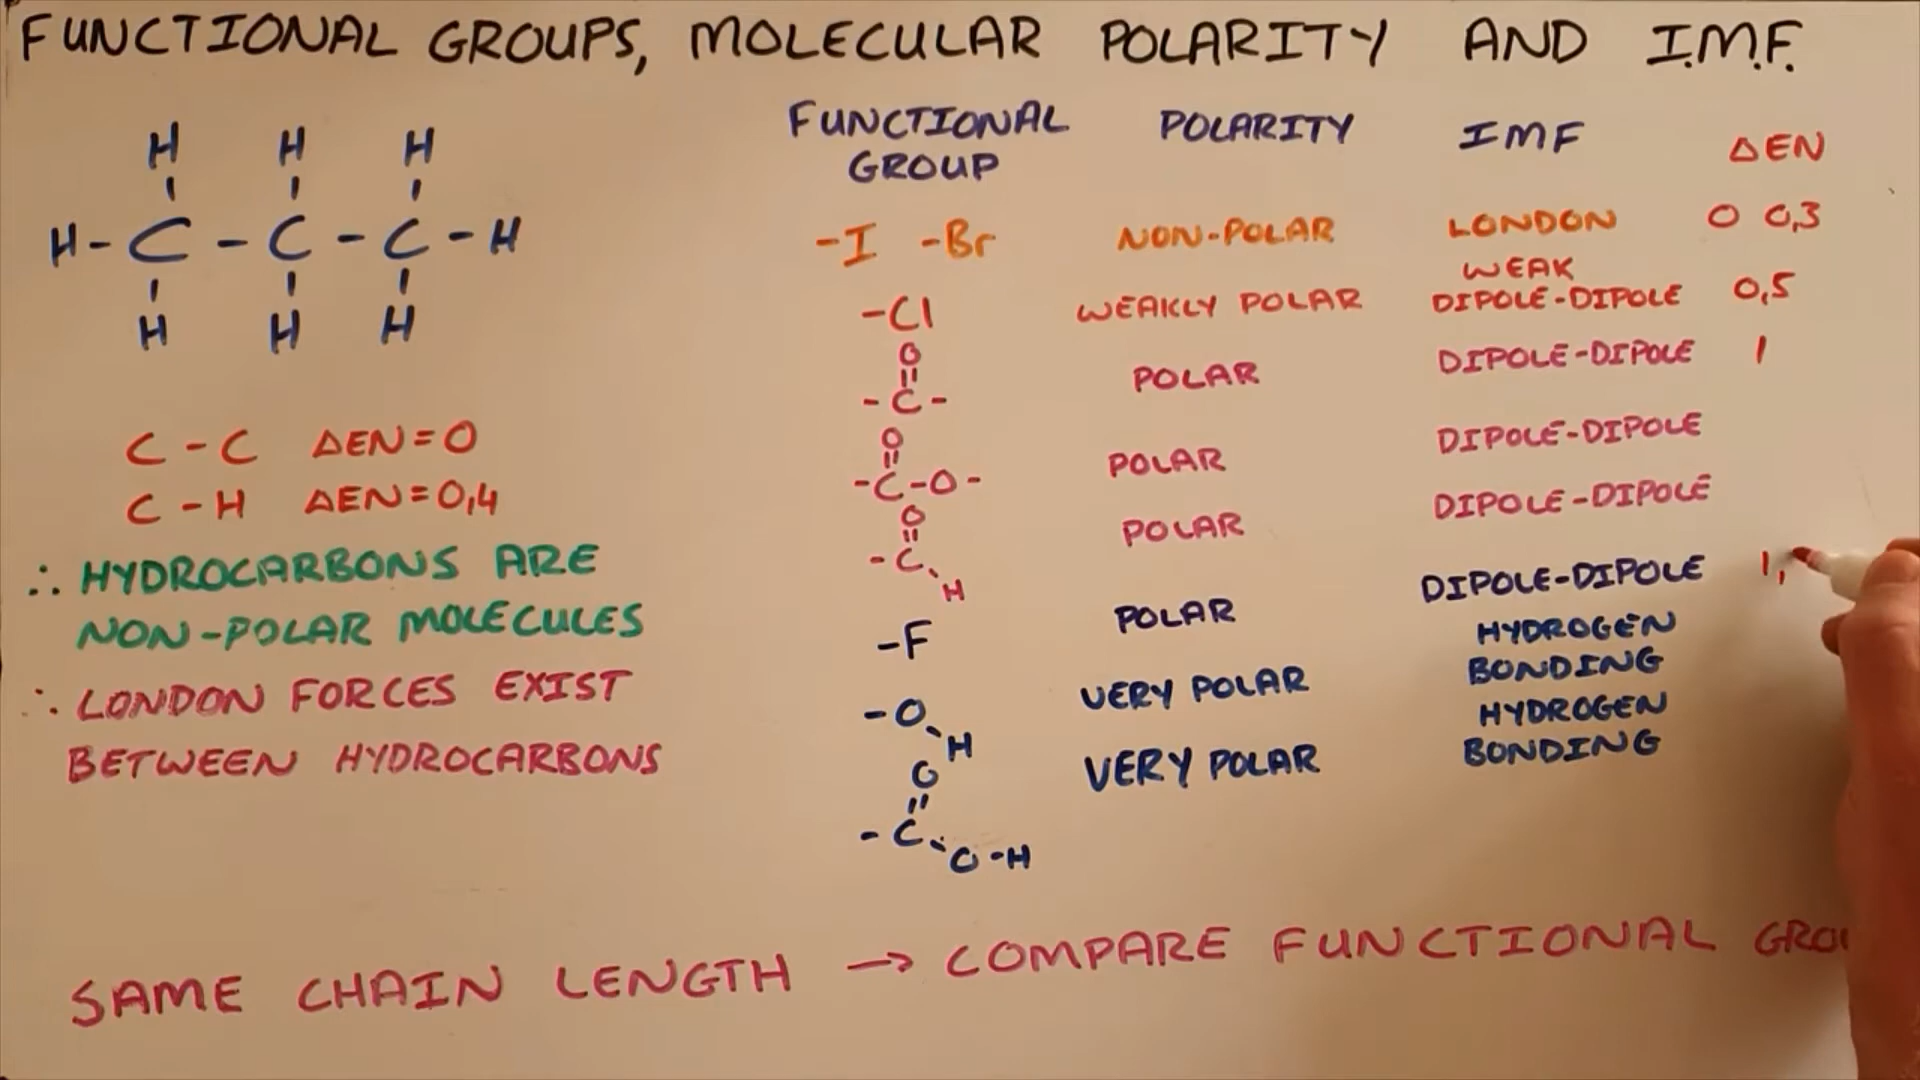 FUNCTIONAL GROUPS, MOLECULAR POLARITY AND I.M.F.
H H H
H - C - C - C - H
H H H
C - C ΔEN = 0
C - H ΔEN = 0,4
∴ HYDROCARBONS ARE
NON-POLAR MOLECULES
∴ LONDON FORCES EXIST
BETWEEN HYDROCARBONS
FUNCTIONAL GROUP POLARITY IMF ΔEN
-I -Br NON-POLAR LONDON 0 0,3
-Cl WEAKLY POLAR WEAK DIPOLE-DIPOLE 0,5
O
-C- POLAR DIPOLE-DIPOLE 1
O
-C-O- POLAR DIPOLE-DIPOLE
O
-C-H POLAR DIPOLE-DIPOLE
-F POLAR DIPOLE-DIPOLE 1,
-O-H VERY POLAR HYDROGEN BONDING
O
-C-O-H VERY POLAR HYDROGEN BONDING
SAME CHAIN LENGTH → COMPARE FUNCTIONAL